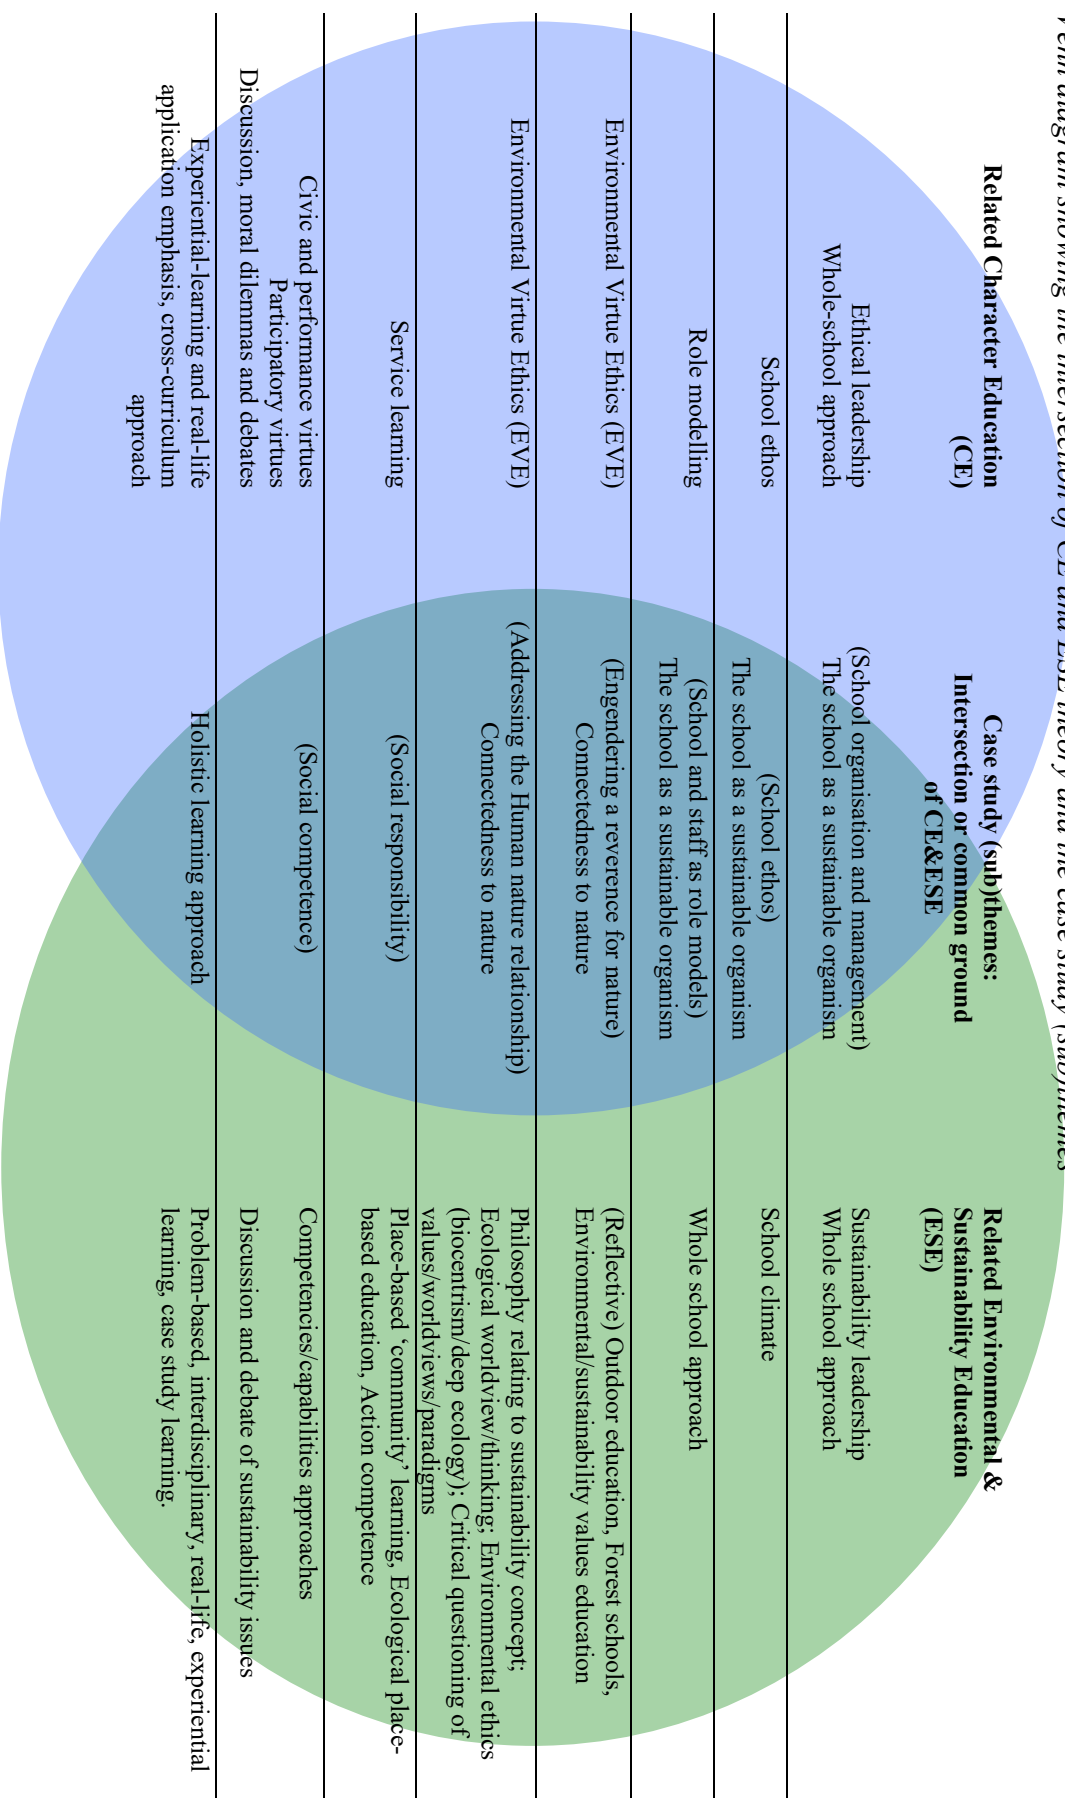 Venn diagram showing the intersection of CE and ESE theory and the case study (sub)themes
Related Character Education
(CE)
Case study (sub)themes:
Intersection or common ground
of CE&ESE
Related Environmental &
Sustainability Education
(ESE)
Ethical leadership
Whole-school approach
(School organisation and management)
The school as a sustainable organism
Sustainability leadership
Whole school approach
School ethos
(School ethos)
The school as a sustainable organism
School climate
Role modelling
(School and staff as role models)
The school as a sustainable organism
Whole school approach
Environmental Virtue Ethics (EVE)
(Engendering a reverence for nature)
Connectedness to nature
(Reflective) Outdoor education, Forest schools,
Environmental/sustainability values education
Environmental Virtue Ethics (EVE)
(Addressing the Human nature relationship)
Connectedness to nature
Philosophy relating to sustainability concept;
Ecological worldview/thinking; Environmental ethics
(biocentrism/deep ecology); Critical questioning of
values/worldviews/paradigms
Service learning
(Social responsibility)
Place-based ‘community’ learning, Ecological place-
based education, Action competence
Civic and performance virtues
Participatory virtues
Discussion, moral dilemmas and debates
(Social competence)
Competencies/capabilities approaches
Discussion and debate of sustainability issues
Experiential-learning and real-life
application emphasis, cross-curriculum
approach
Holistic learning approach
Problem-based, interdisciplinary, real-life, experiential
learning, case study learning.